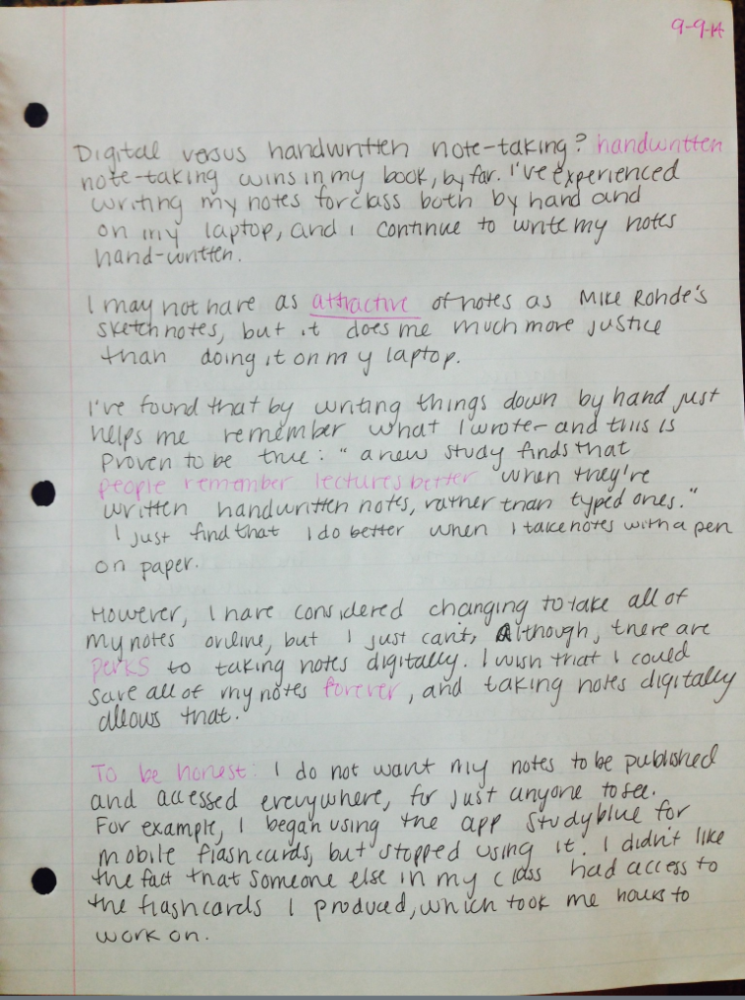 9-9-14
Digital versus handwritten note-taking? handwritten
note-taking wins in my book, by far. I've experienced
writing my notes for class both by hand and
on my laptop, and I continue to write my notes
hand-written.
I may not have as attractive of notes as Mike Rohde's
sketchnotes, but it does me much more justice
than doing it on my laptop.
I've found that by writing things down by hand just
helps me remember what I wrote – and this is
proven to be true: "a new study finds that
people remember lectures better when they're
written handwritten notes, rather than typed ones."
I just find that I do better when I take notes with a pen
on paper.
However, I have considered changing to take all of
my notes online, but I just can't, Although, there are
perks to taking notes digitally. I wish that I could
save all of my notes forever, and taking notes digitally
allows that.
To be honest: I do not want my notes to be published
and accessed everywhere, for just anyone to see.
For example, I began using the app studyblue for
mobile flashcards, but stopped using it. I didn't like
the fact that someone else in my class had access to
the flashcards I produced, which took me hours to
work on.